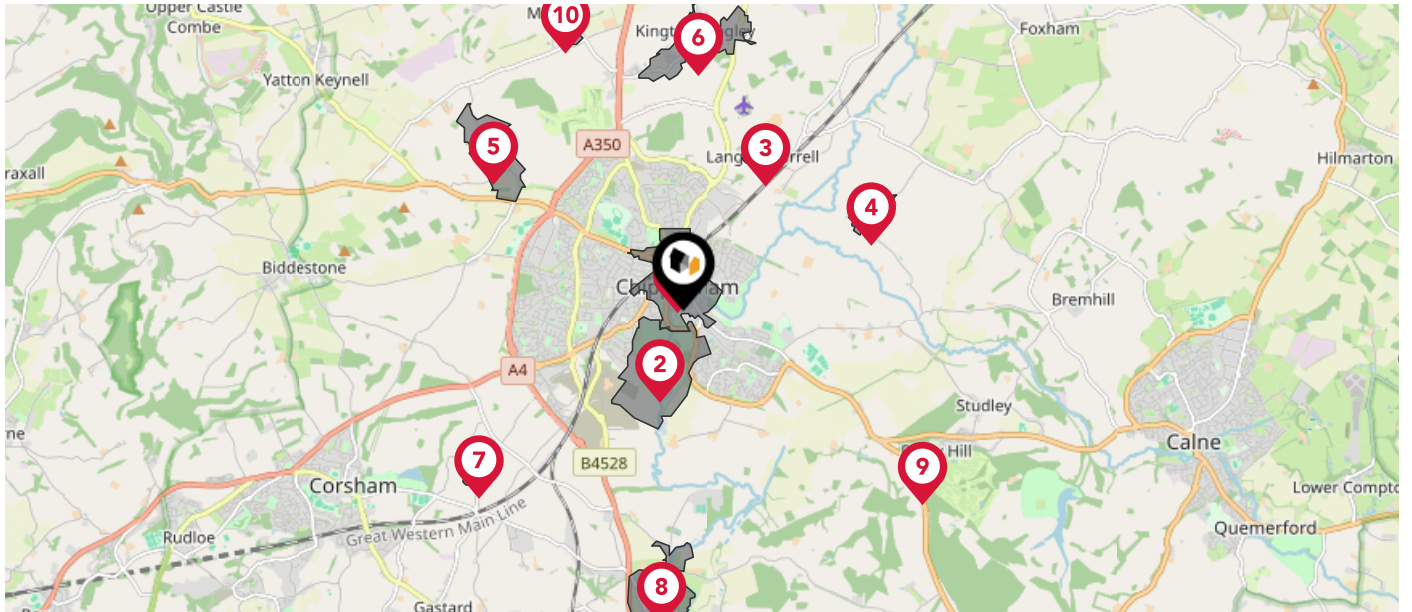 Upper Castle
Combe
10
6
Foxham
Yatton Keynell
A350
5
3
Hilmarton
4
Biddestone
Bremhill
2
A4
Studley
Calne
7
B4528
9
Hill
Corsham
Lower Compto
Great Western Main Line
Quemerford
Rudloe
8
Gastard